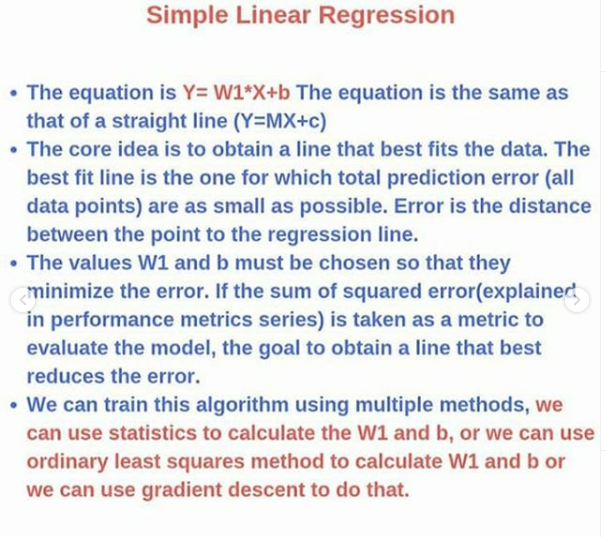 Simple Linear Regression
• The equation is Y= W1*X+b The equation is the same as
that of a straight line (Y=MX+c)
• The core idea is to obtain a line that best fits the data. The
best fit line is the one for which total prediction error (all
data points) are as small as possible. Error is the distance
between the point to the regression line.
• The values W1 and b must be chosen so that they
minimize the error. If the sum of squared error(explained
in performance metrics series) is taken as a metric to
evaluate the model, the goal to obtain a line that best
reduces the error.
• We can train this algorithm using multiple methods, we
can use statistics to calculate the W1 and b, or we can use
ordinary least squares method to calculate W1 and b or
we can use gradient descent to do that.